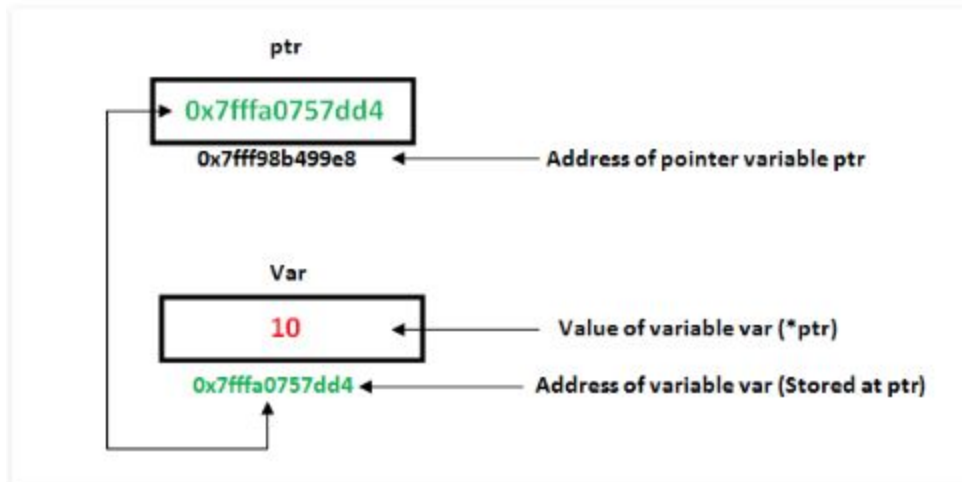 ptr
0x7fffa0757dd4
0x7fff98b499e8
Address of pointer variable ptr
Var
10
Value of variable var (*ptr)
0x7fffa0757dd4
Address of variable var (Stored at ptr)